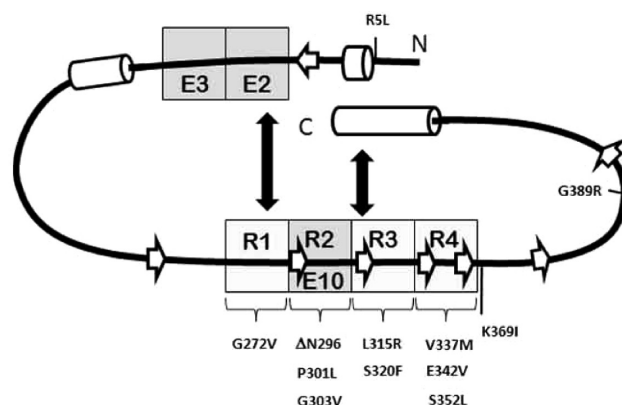 R5L
N
E3 E2
C
G389R
R1 R2 R3 R4
E10
K369I
G272V ΔN296 L315R V337M
P301L S320F E342V
G303V S352L